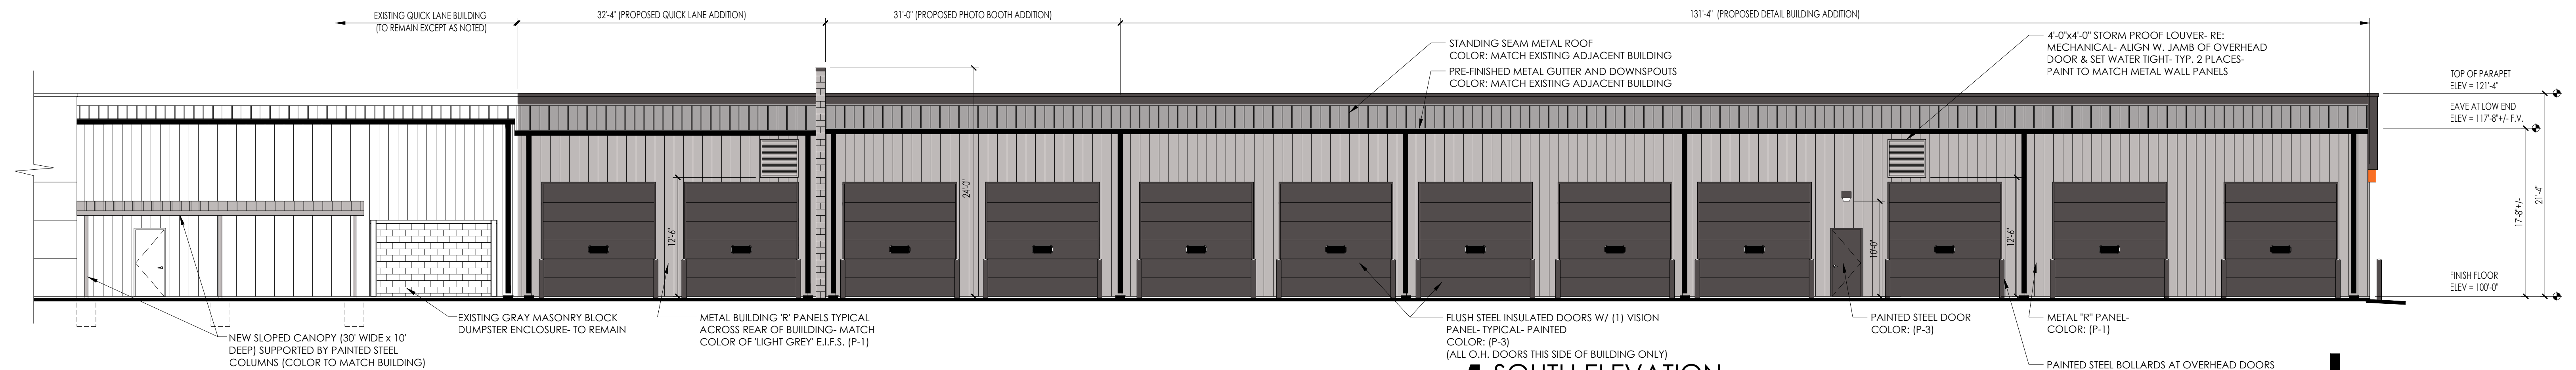 EXISTING QUICK LANE BUILDING
(TO REMAIN EXCEPT AS NOTED)
32'-4" (PROPOSED QUICK LANE ADDITION)
31'-0" (PROPOSED PHOTO BOOTH ADDITION)
131'-4" (PROPOSED DETAIL BUILDING ADDITION)
STANDING SEAM METAL ROOF
COLOR: MATCH EXISTING ADJACENT BUILDING
PRE-FINISHED METAL GUTTER AND DOWNSPOUTS
COLOR: MATCH EXISTING ADJACENT BUILDING
4'-0"x4'-0" STORM PROOF LOUVER- RE:
MECHANICAL- ALIGN W. JAMB OF OVERHEAD
DOOR & SET WATER TIGHT- TYP. 2 PLACES-
PAINT TO MATCH METAL WALL PANELS
TOP OF PARAPET
ELEV = 121'-4"
EAVE AT LOW END
ELEV = 117'-8"+/- F.V.
12'-6"
24'-0"
10'-0"
12'-6"
17'-8"+/-
21'-4"
FINISH FLOOR
ELEV = 100'-0"
NEW SLOPED CANOPY (30' WIDE x 10'
DEEP) SUPPORTED BY PAINTED STEEL
COLUMNS (COLOR TO MATCH BUILDING)
EXISTING GRAY MASONRY BLOCK
DUMPSTER ENCLOSURE- TO REMAIN
METAL BUILDING 'R' PANELS TYPICAL
ACROSS REAR OF BUIILDING- MATCH
COLOR OF 'LIGHT GREY' E.I.F.S. (P-1)
FLUSH STEEL INSULATED DOORS W/ (1) VISION
PANEL- TYPICAL- PAINTED
COLOR: (P-3)
(ALL O.H. DOORS THIS SIDE OF BUILDING ONLY)
PAINTED STEEL DOOR
COLOR: (P-3)
METAL "R" PANEL-
COLOR: (P-1)
PAINTED STEEL BOLLARDS AT OVERHEAD DOORS
SOUTH ELEVATION